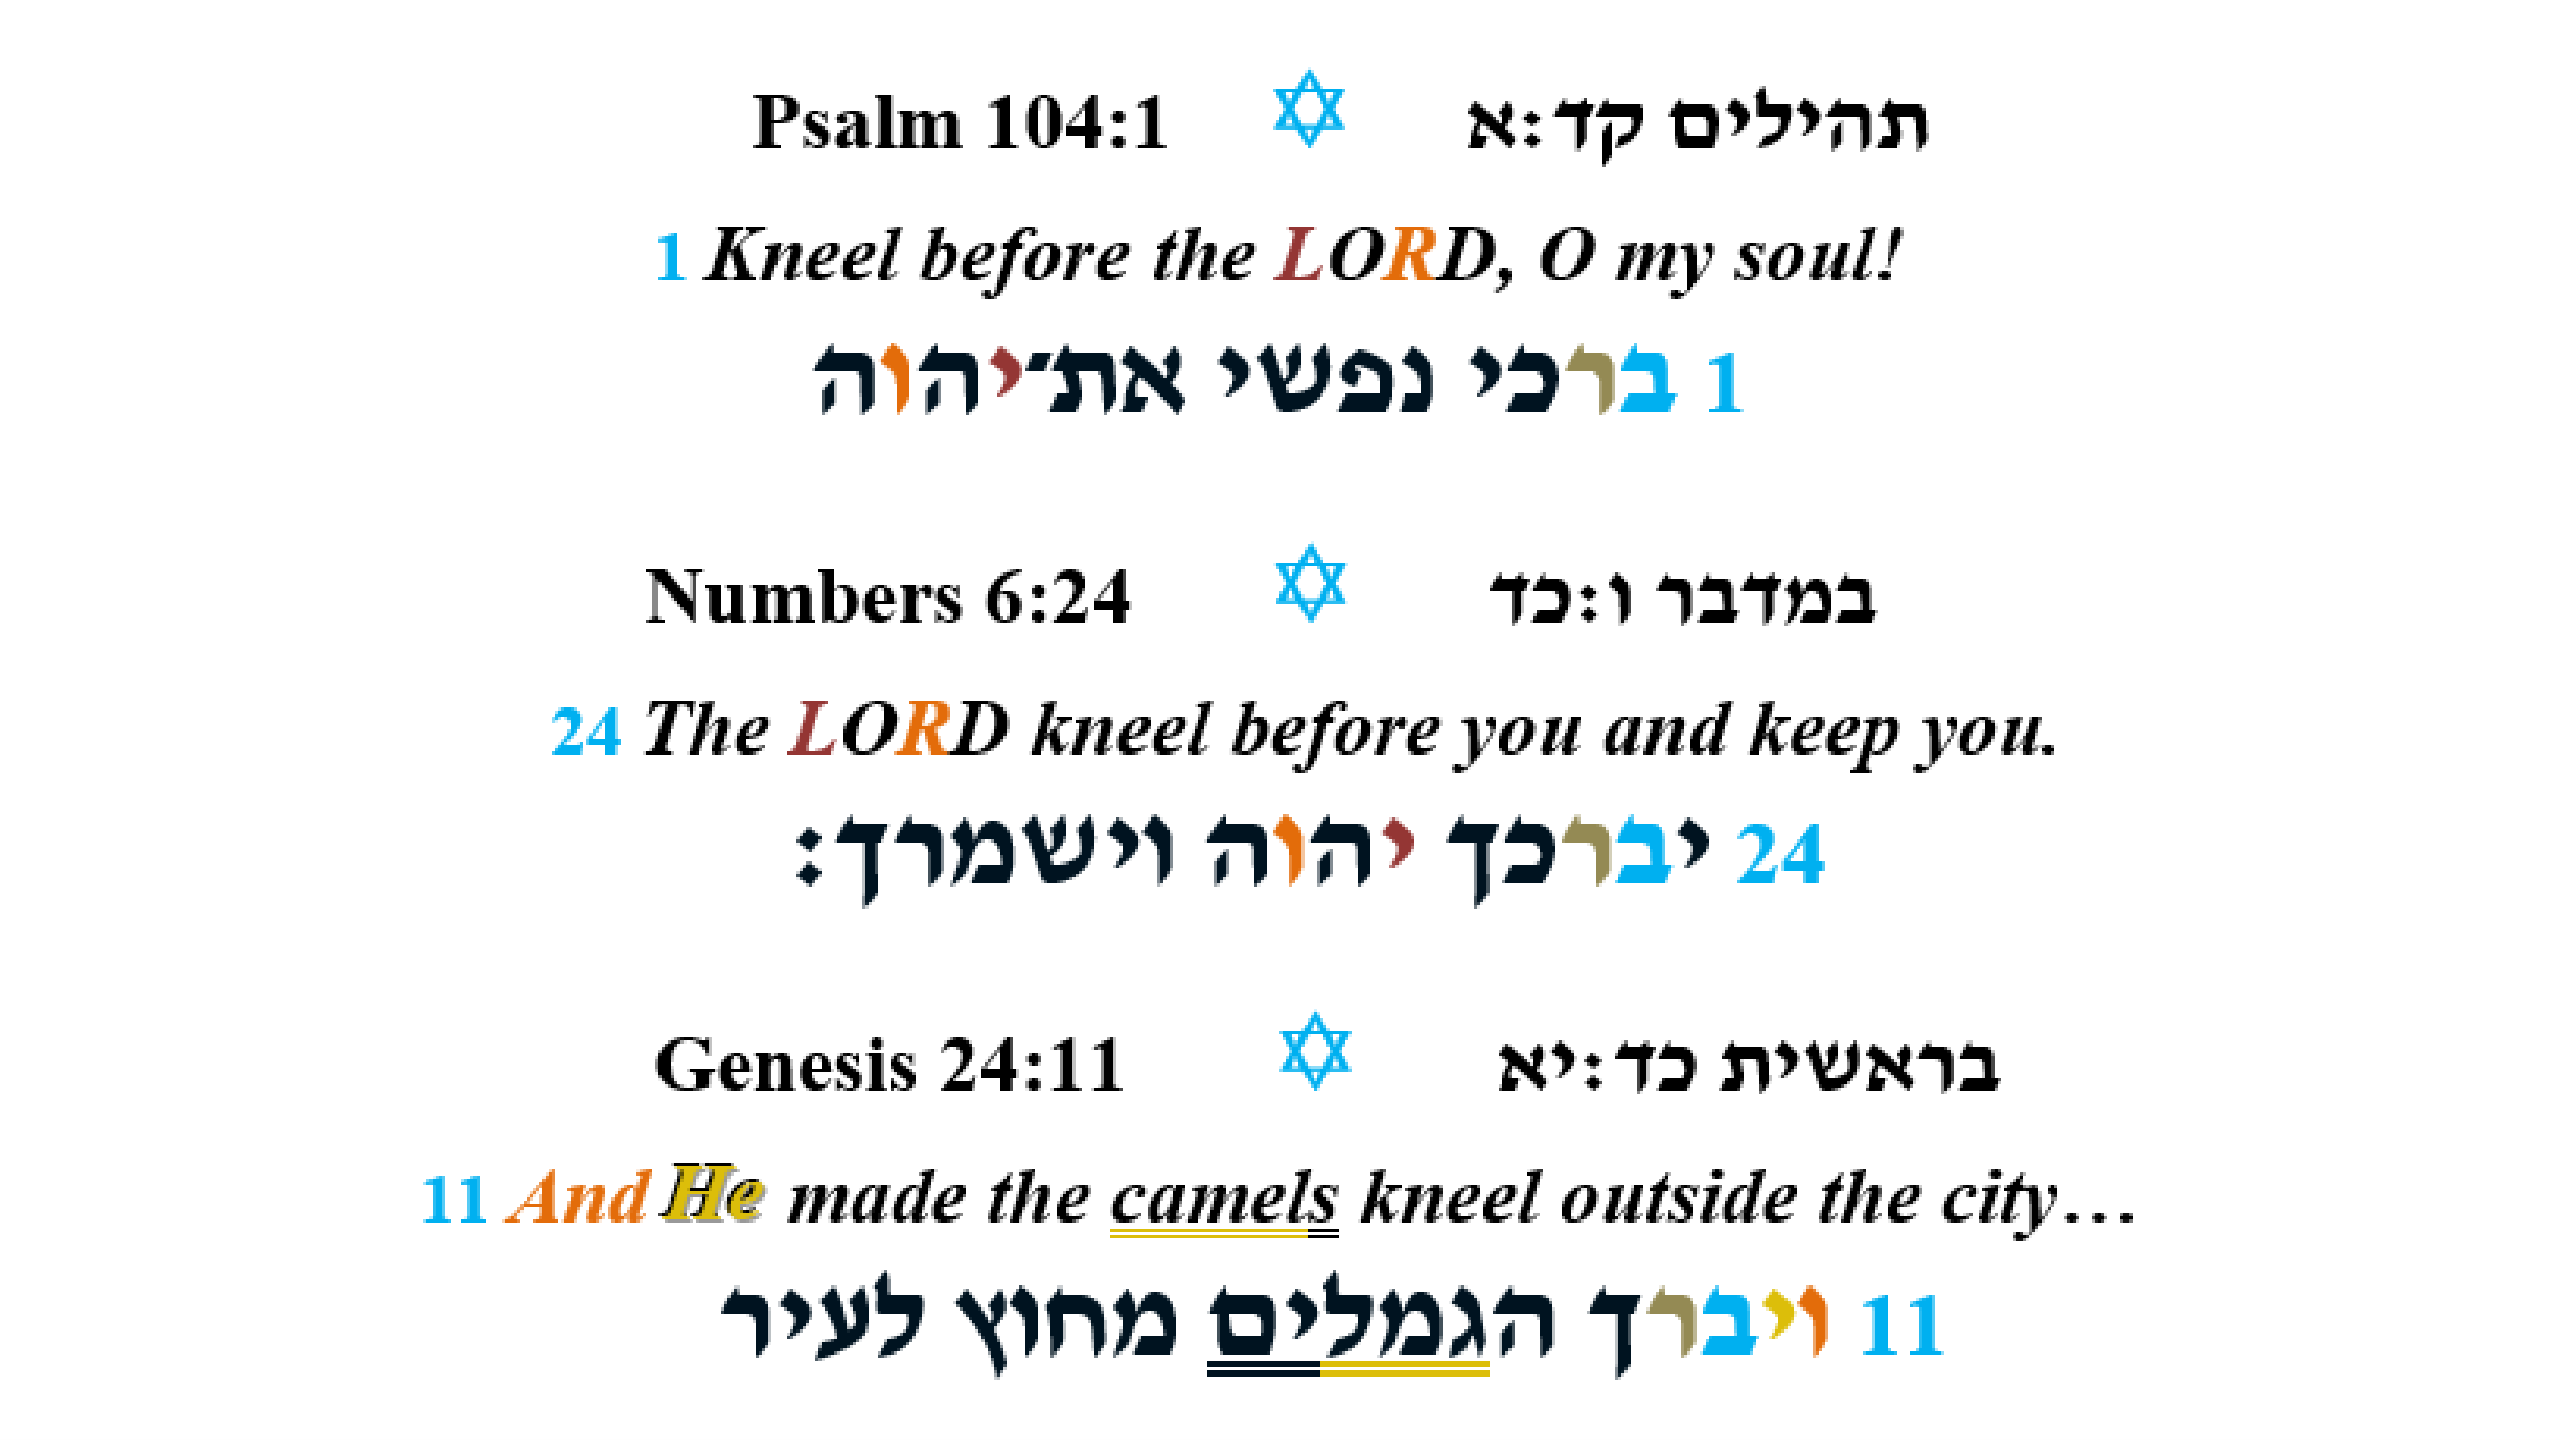 Psalm 104:1 ✡ תהילים קד:א
1 Kneel before the LORD, O my soul!
1 ברכי נפשי את־יהוה
Numbers 6:24 ✡ במדבר ו:כד
24 The LORD kneel before you and keep you.
24 יברכך יהוה וישמרך:
Genesis 24:11 ✡ בראשית כד:יא
11 And He made the camels kneel outside the city…
11 ויברך הגמלים מחוץ לעיר